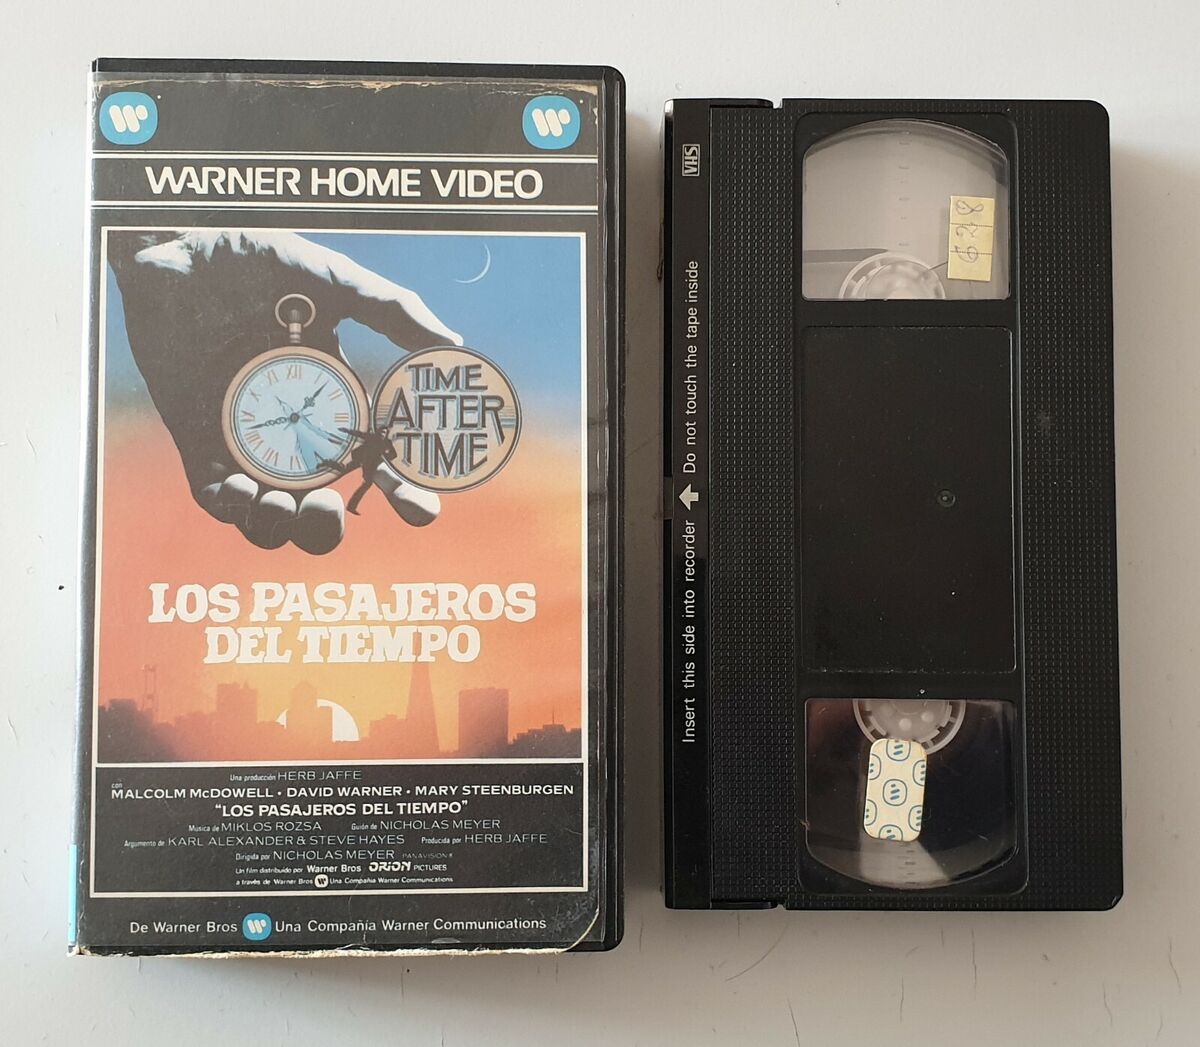 WARNER HOME VIDEO
TIME
AFTER
TIME
XII
LOS PASAJEROS
DEL TIEMPO
Una producción HERB JAFFE
con
MALCOLM McDOWELL · DAVID WARNER · MARY STEENBURGEN
"LOS PASAJEROS DEL TIEMPO"
Música de MIKLOS ROZSA Guión de NICHOLAS MEYER
Argumento de KARL ALEXANDER & STEVE HAYES Producida por HERB JAFFE
Dirigida por NICHOLAS MEYER PANAVISION®
Un film distribuido por Warner Bros ORION PICTURES
a través de Warner Bros Una Compañía Warner Communications
De Warner Bros Una Compañía Warner Communications
VHS
Insert this side into recorder Do not touch the tape inside
628